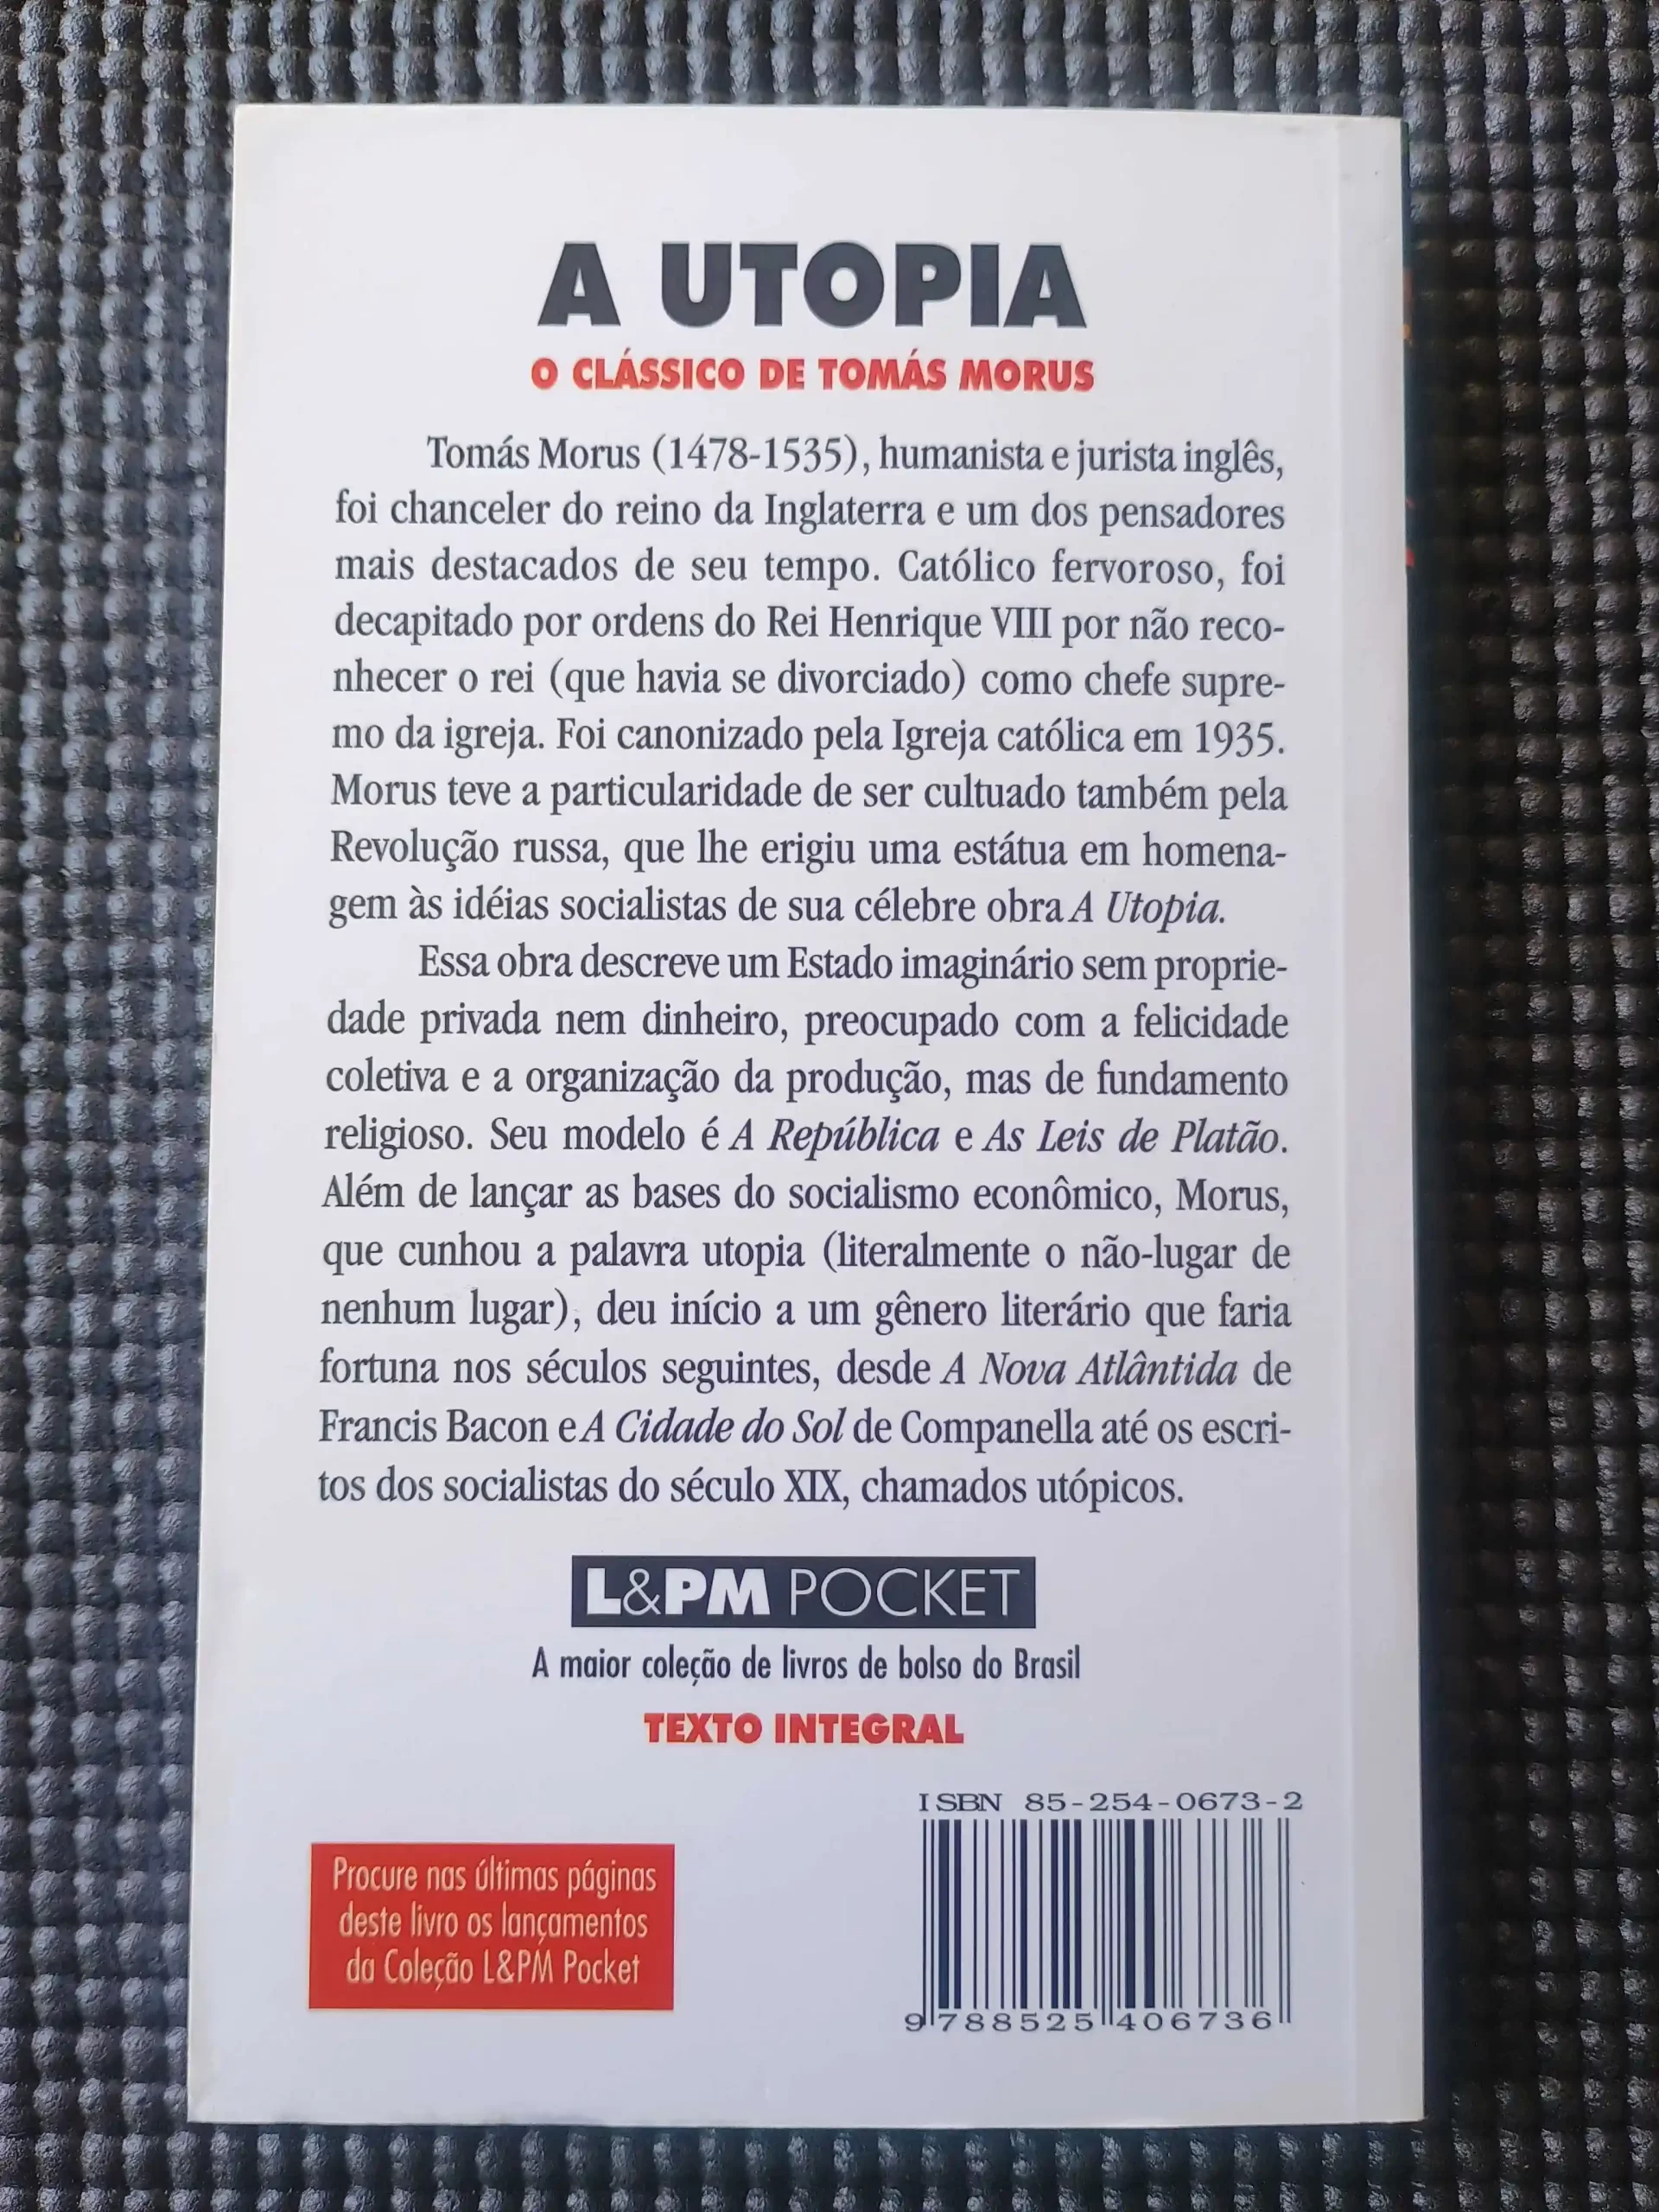 A UTOPIA
O CLÁSSICO DE TOMÁS MORUS
Tomás Morus (1478-1535), humanista e jurista inglês,
foi chanceler do reino da Inglaterra e um dos pensadores
mais destacados de seu tempo. Católico fervoroso, foi
decapitado por ordens do Rei Henrique VIII por não reco-
nhecer o rei (que havia se divorciado) como chefe supre-
mo da igreja. Foi canonizado pela Igreja católica em 1935.
Morus teve a particularidade de ser cultuado também pela
Revolução russa, que lhe erigiu uma estátua em homena-
gem às idéias socialistas de sua célebre obra A Utopia.
Essa obra descreve um Estado imaginário sem proprie-
dade privada nem dinheiro, preocupado com a felicidade
coletiva e a organização da produção, mas de fundamento
religioso. Seu modelo é A República e As Leis de Platão.
Além de lançar as bases do socialismo econômico, Morus,
que cunhou a palavra utopia (literalmente o não-lugar de
nenhum lugar), deu início a um gênero literário que faria
fortuna nos séculos seguintes, desde A Nova Atlântida de
Francis Bacon e A Cidade do Sol de Companella até os escri-
tos dos socialistas do século XIX, chamados utópicos.
L&PM POCKET
A maior coleção de livros de bolso do Brasil
TEXTO INTEGRAL
Procure nas últimas páginas
deste livro os lançamentos
da Coleção L&PM Pocket
ISBN 85-254-0673-2
9 788525 406736